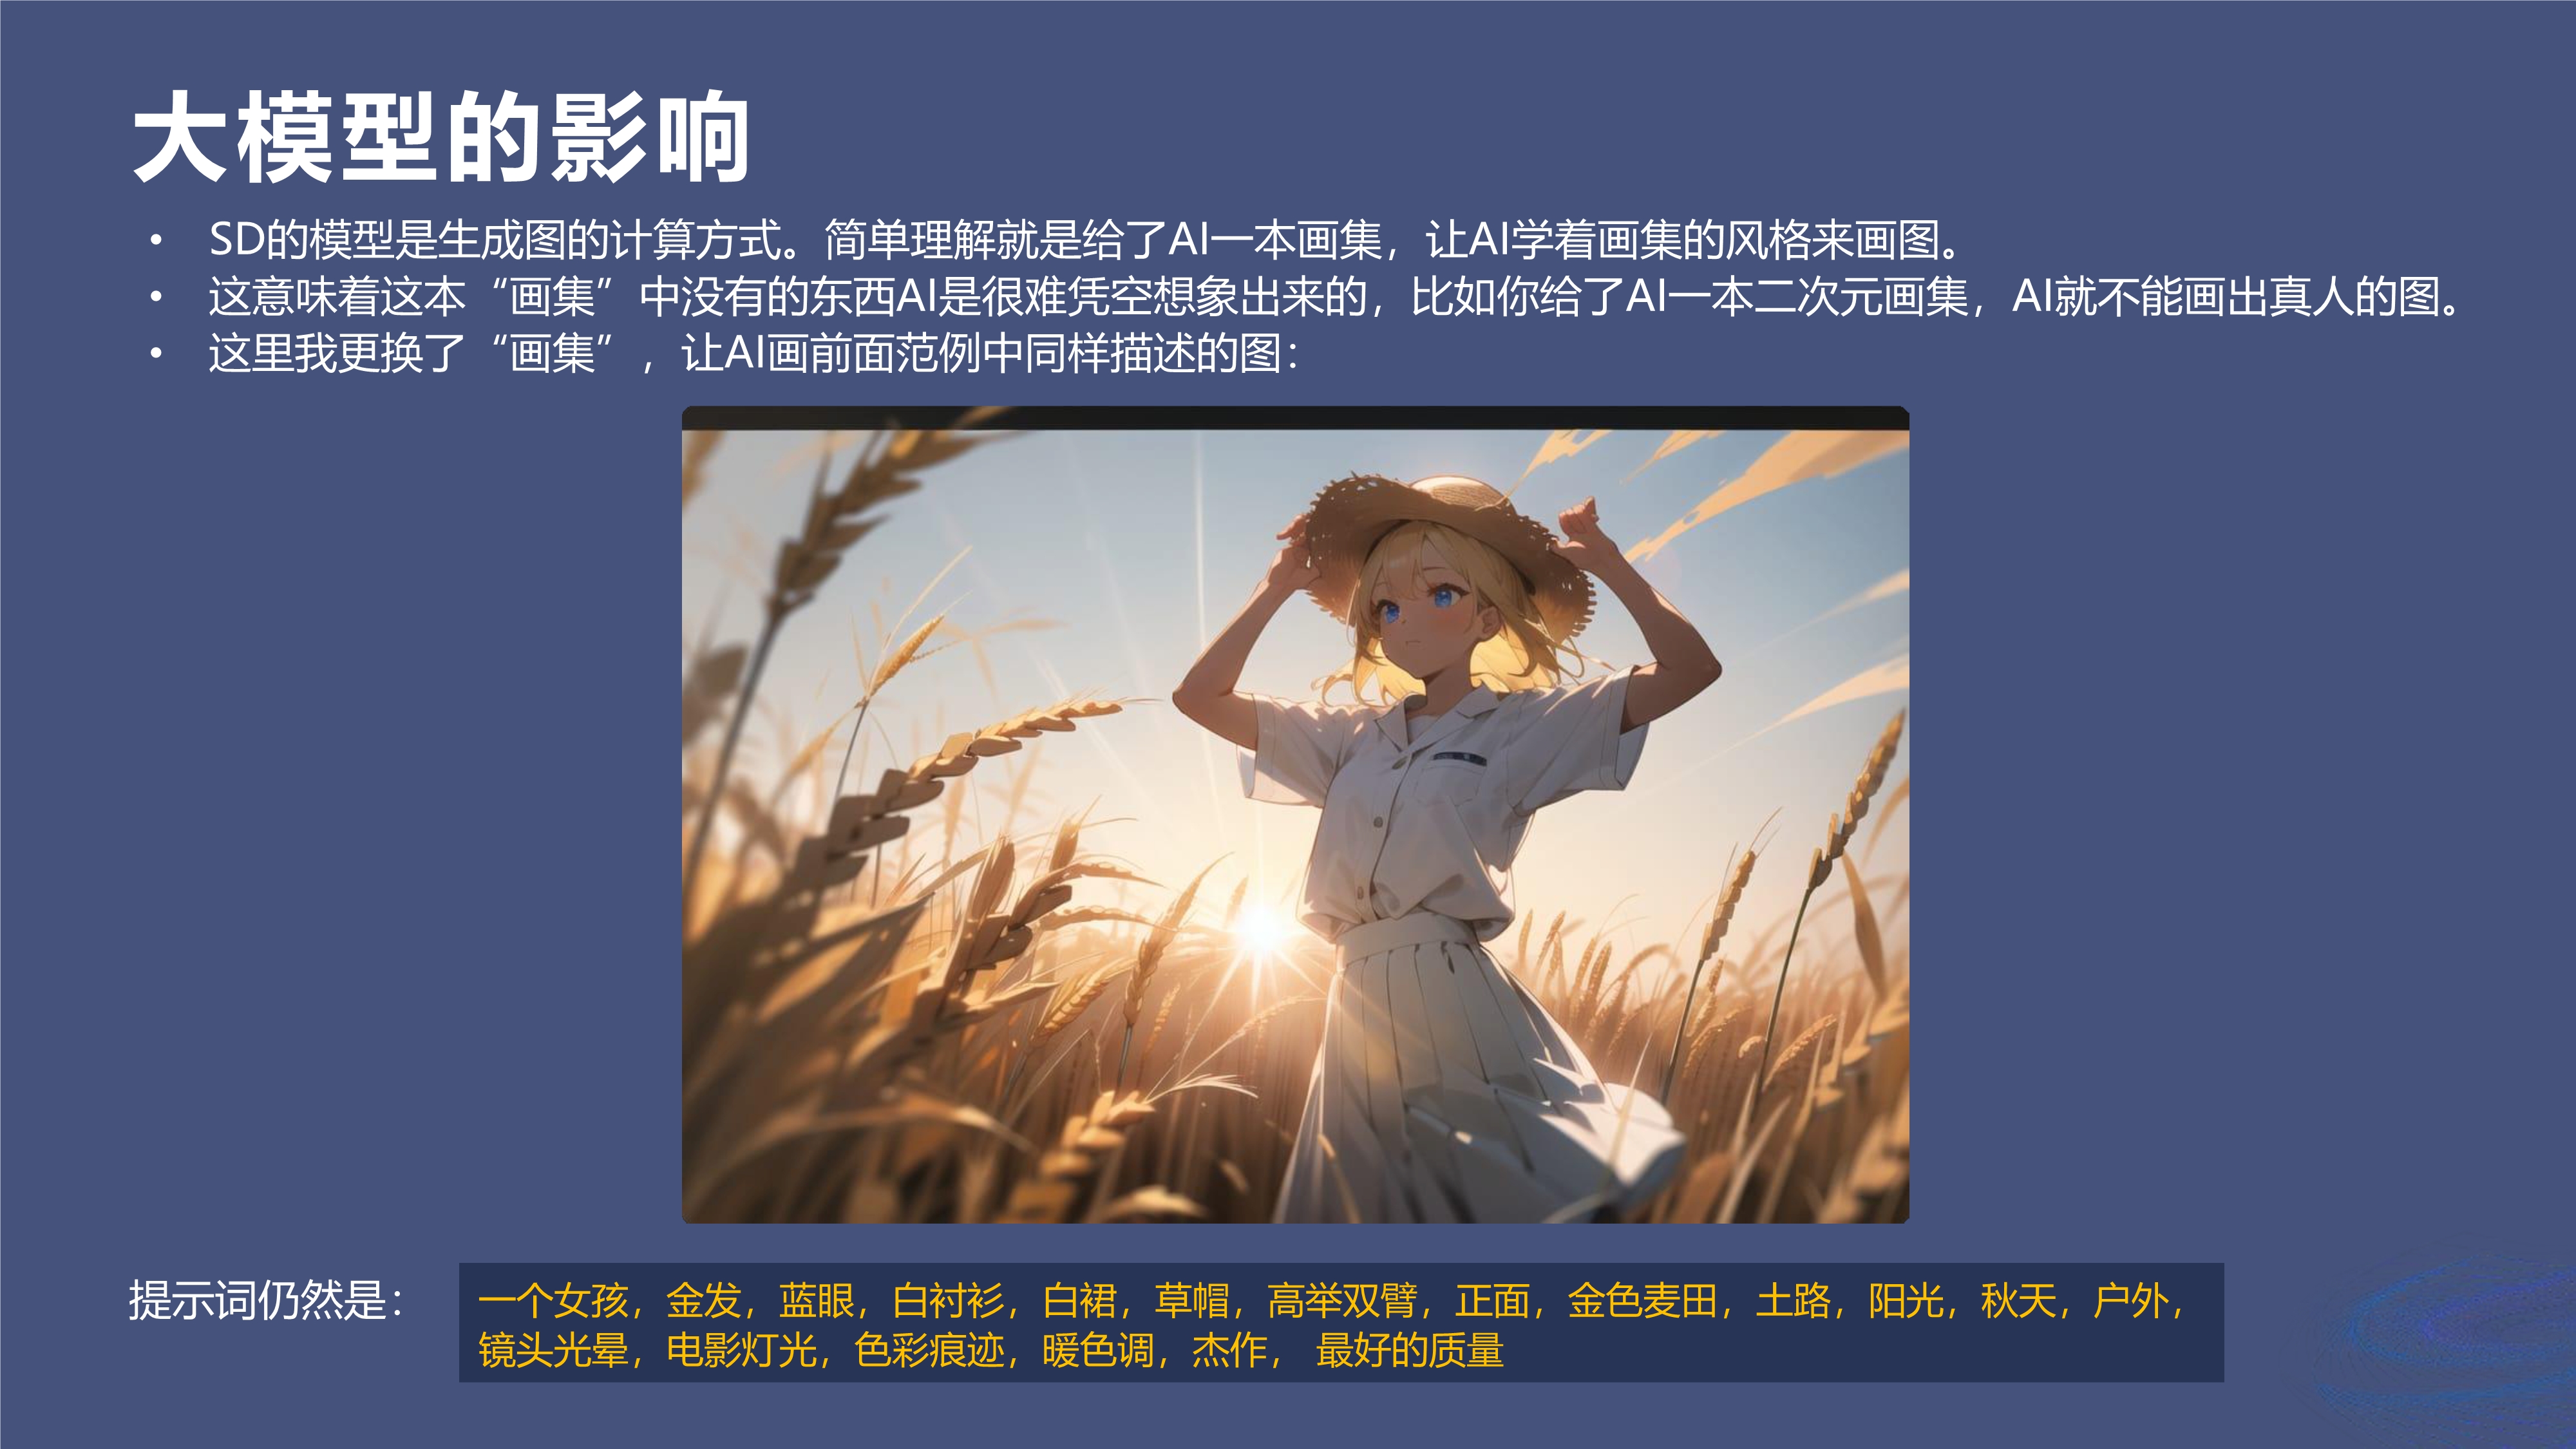 大模型的影响
• SD的模型是生成图的计算方式。简单理解就是给了AI一本画集，让AI学着画集的风格来画图。
• 这意味着这本“画集”中没有的东西AI是很难凭空想象出来的，比如你给了AI一本二次元画集，AI就不能画出真人的图。
• 这里我更换了“画集”，让AI画前面范例中同样描述的图：
提示词仍然是：
一个女孩，金发，蓝眼，白衬衫，白裙，草帽，高举双臂，正面，金色麦田，土路，阳光，秋天，户外，
镜头光晕，电影灯光，色彩痕迹，暖色调，杰作， 最好的质量